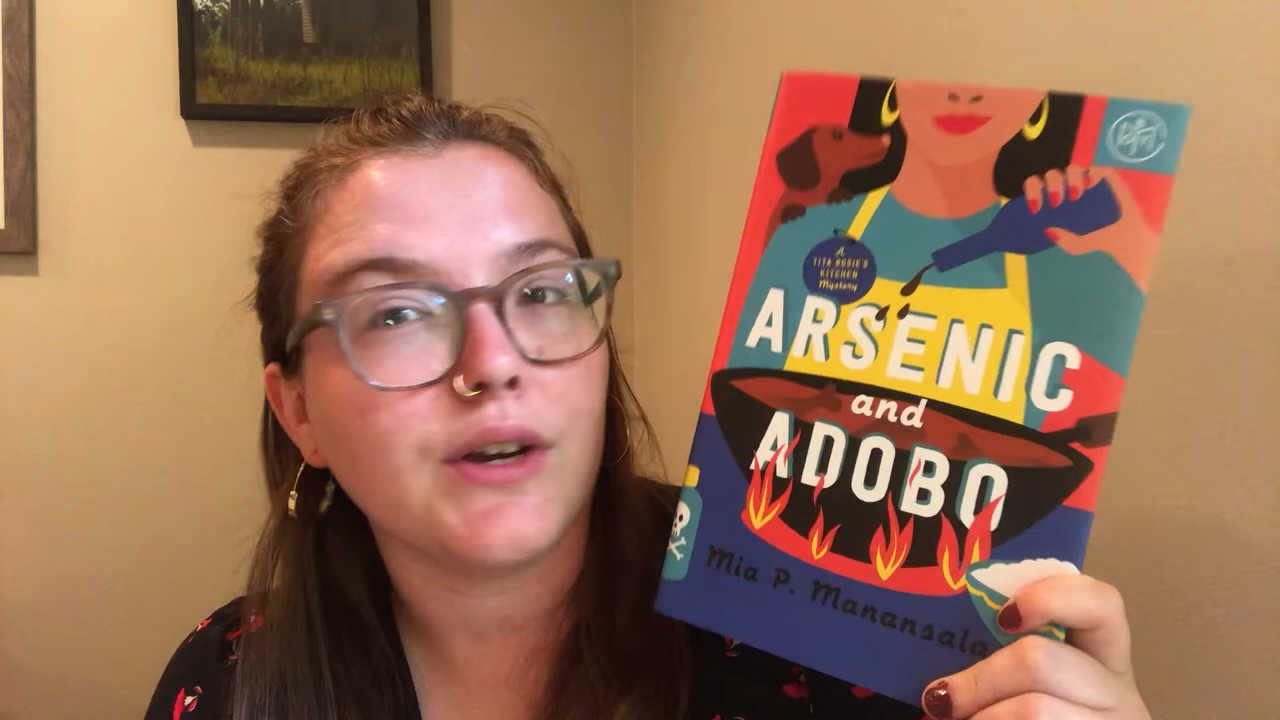 A
TITA ROSIE'S
KITCHEN
Mystery
ARSENIC
and
ADOBO
Mia P. Manansala